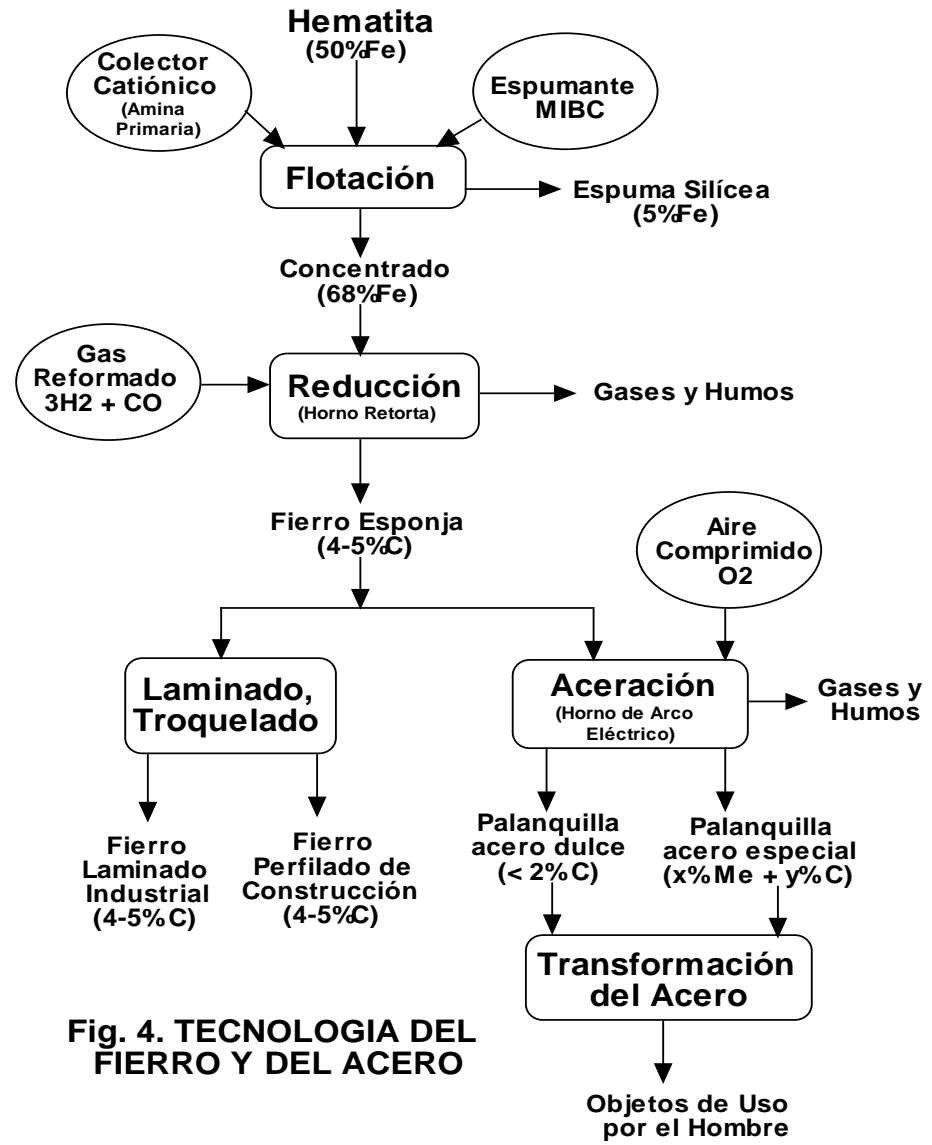 Hematita
(50%Fe)
Colector
Catiónico
(Amina
Primaria)
Espumante
MIBC
Flotación
Espuma Silícea
(5%Fe)
Concentrado
(68%Fe)
Gas
Reformado
3H2 + CO
Reducción
(Horno Retorta)
Gases y Humos
Fierro Esponja
(4-5%C)
Aire
Comprimido
O2
Laminado,
Troquelado
Aceración
(Horno de Arco
Eléctrico)
Gases y
Humos
Fierro
Laminado
Industrial
(4-5%C)
Fierro
Perfilado de
Construcción
(4-5%C)
Palanquilla
acero dulce
(< 2%C)
Palanquilla
acero especial
(x%Me + y%C)
Transformación
del Acero
Fig. 4. TECNOLOGIA DEL
FIERRO Y DEL ACERO
Objetos de Uso
por el Hombre